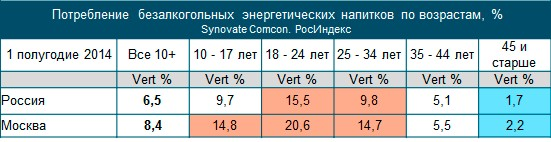 Потребление безалкогольных энергетических напитков по возрастам, %
Synovate Comcon. РосИндекс
1 полугодие 2014 Все 10+ 10 - 17 лет 18 - 24 лет 25 - 34 лет 35 - 44 лет 45 и старше
Vert % Vert % Vert % Vert % Vert % Vert %
Россия 6,5 9,7 15,5 9,8 5,1 1,7
Москва 8,4 14,8 20,6 14,7 5,5 2,2